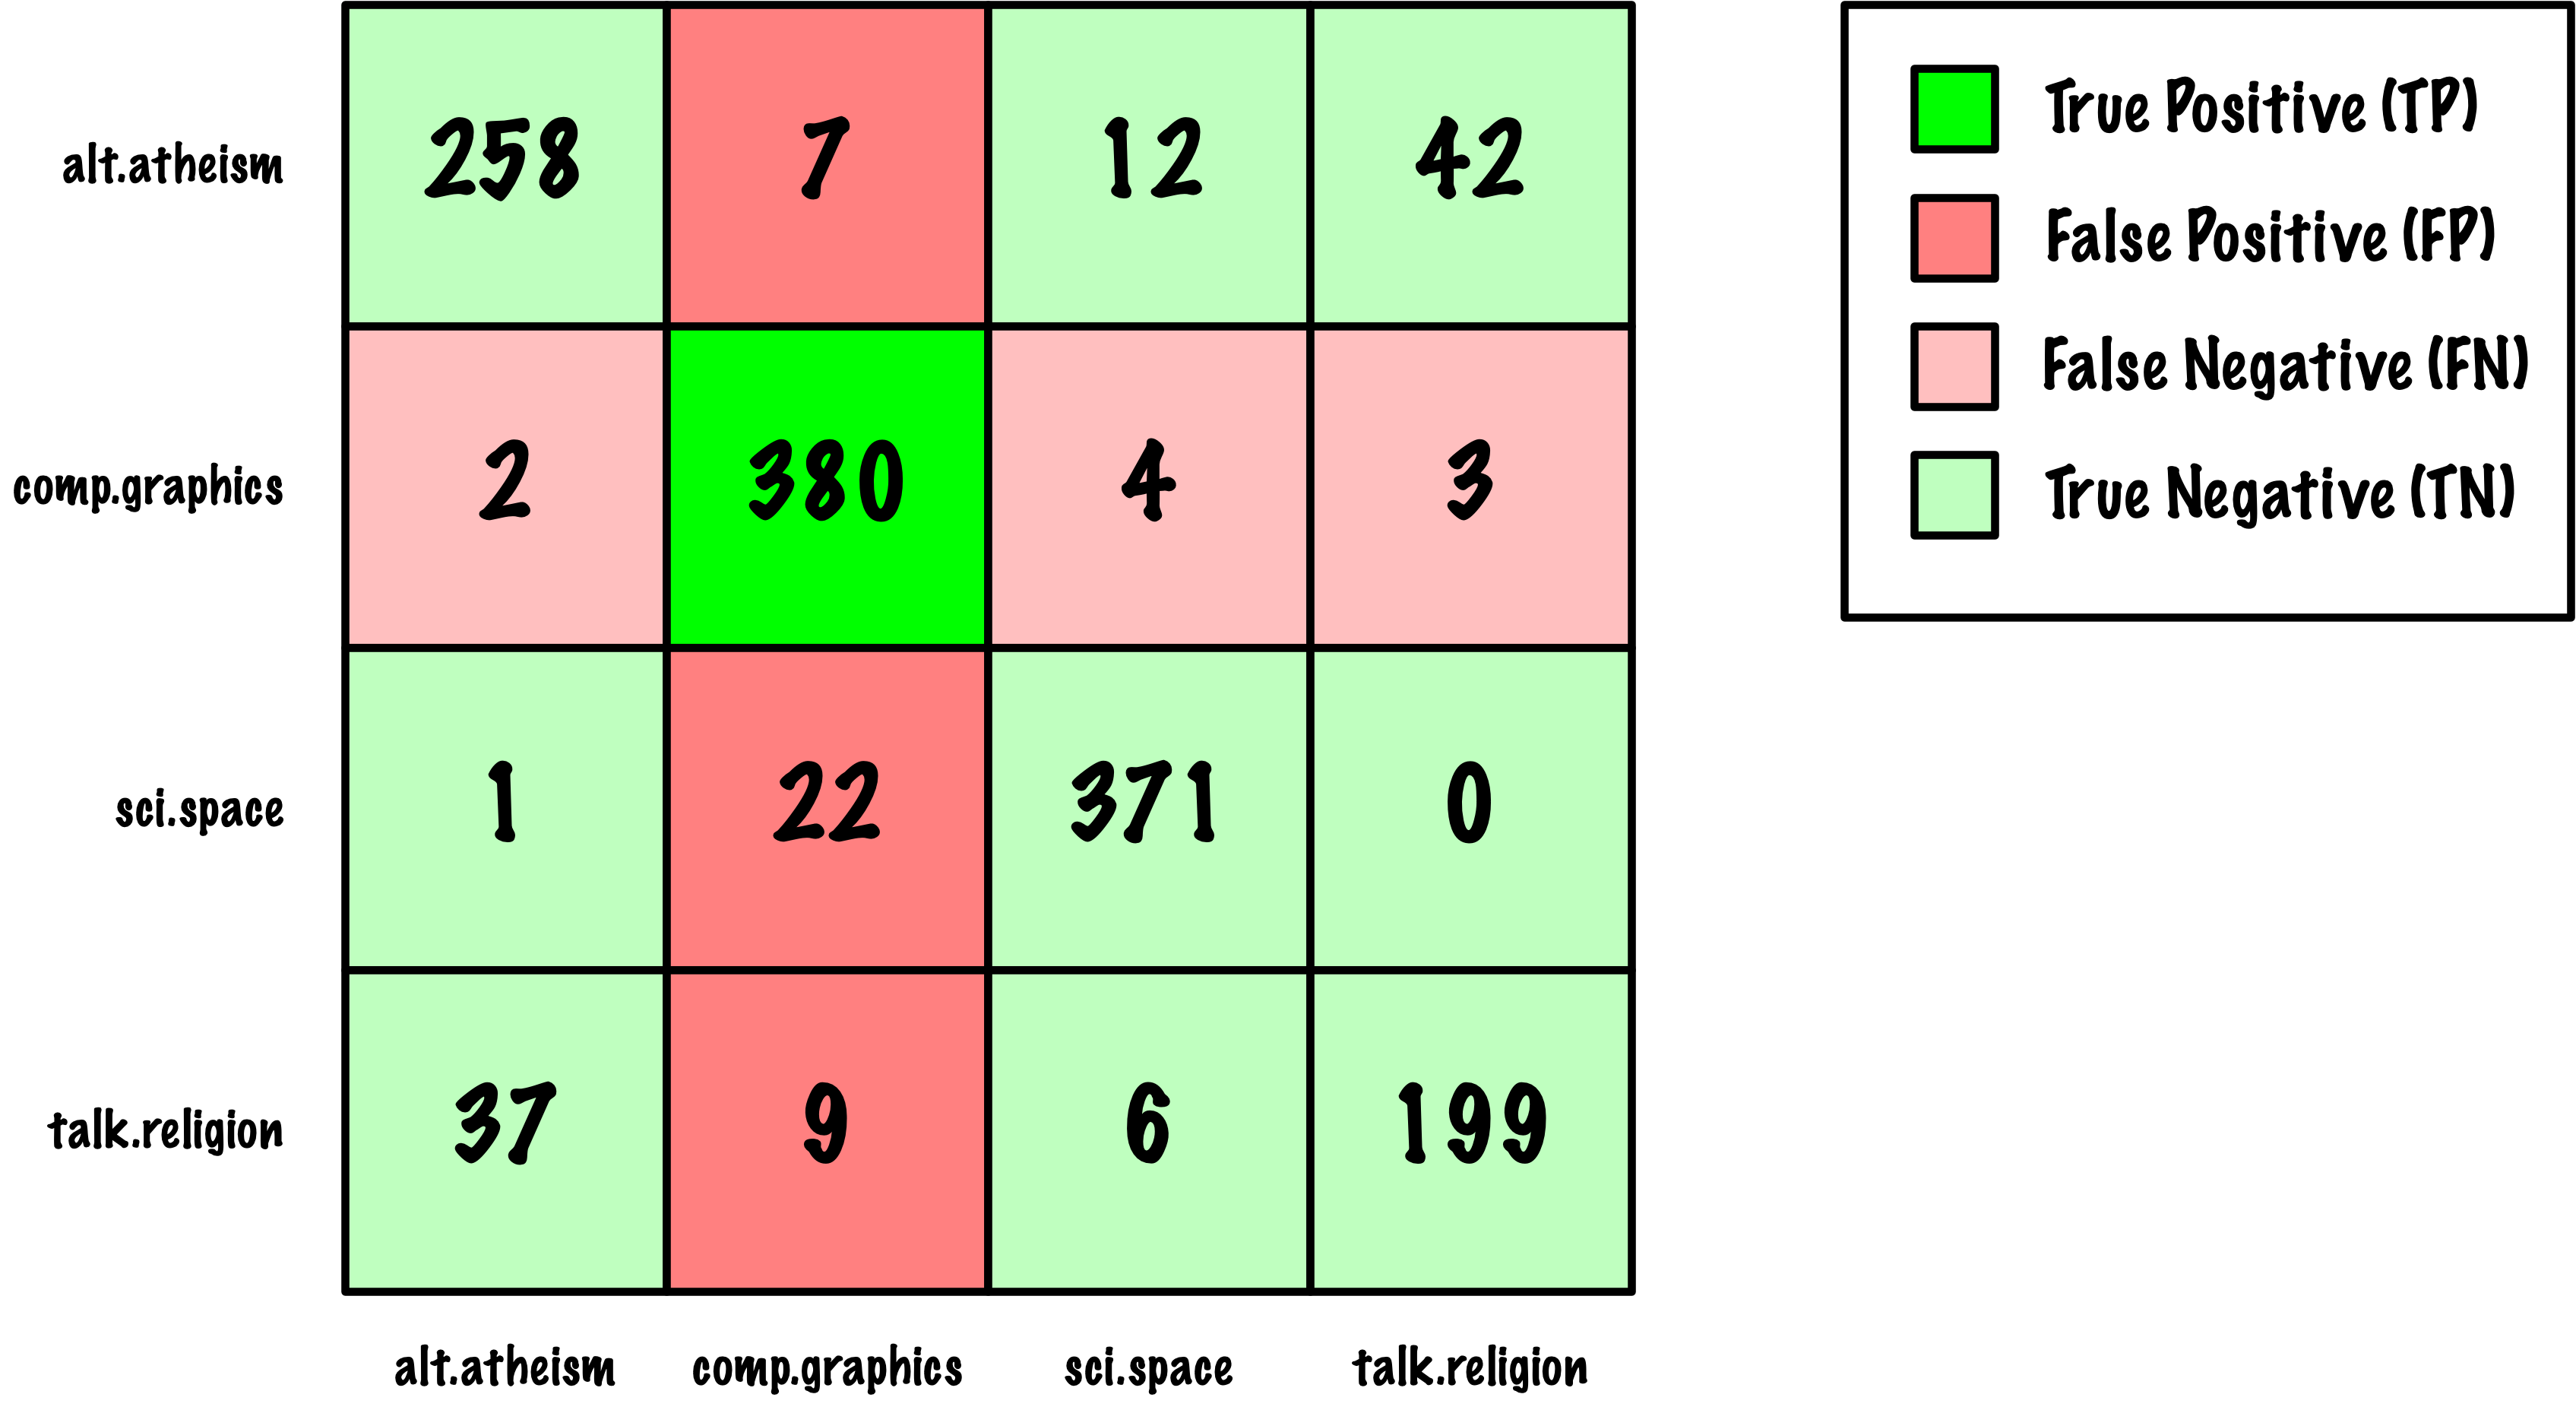 alt.atheism 258 7 12 42
comp.graphics 2 380 4 3
sci.space 1 22 371 0
talk.religion 37 9 6 199
alt.atheism comp.graphics sci.space talk.religion
True Positive (TP)
False Positive (FP)
False Negative (FN)
True Negative (TN)